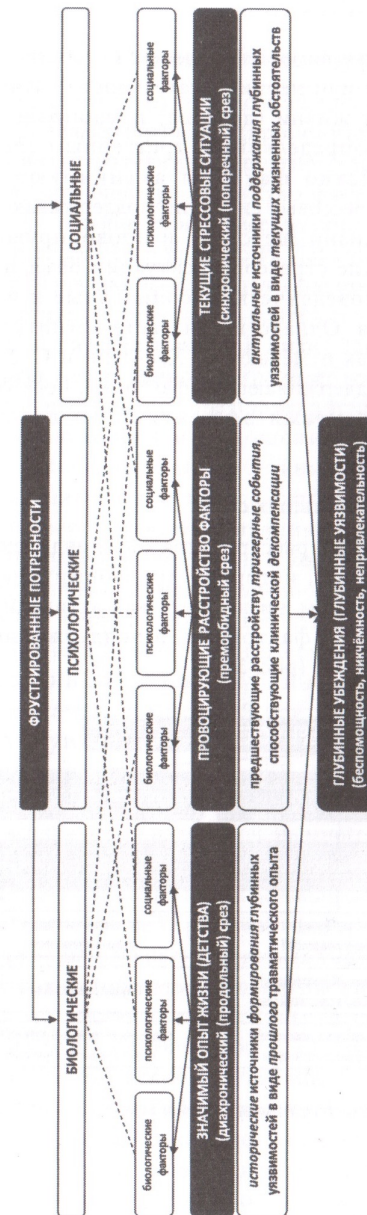 ФРУСТРИРОВАННЫЕ ПОТРЕБНОСТИ
БИОЛОГИЧЕСКИЕ
ПСИХОЛОГИЧЕСКИЕ
СОЦИАЛЬНЫЕ
биологические
факторы
психологические
факторы
социальные
факторы
биологические
факторы
психологические
факторы
социальные
факторы
биологические
факторы
психологические
факторы
социальные
факторы
ЗНАЧИМЫЙ ОПЫТ ЖИЗНИ (ДЕТСТВА)
(диахронический (продольный) срез)
исторические источники формирования глубинных
уязвимостей в виде прошлого травматического опыта
ПРОВОЦИРУЮЩИЕ РАССТРОЙСТВО ФАКТОРЫ
(преморбидный срез)
предшествующие расстройству триггерные события,
способствующие клинической декомпенсации
ТЕКУЩИЕ СТРЕССОВЫЕ СИТУАЦИИ
(синхронический (поперечный) срез)
актуальные источники поддержания глубинных
уязвимостей в виде текущих жизненных обстоятельств
ГЛУБИННЫЕ УБЕЖДЕНИЯ (ГЛУБИННЫЕ УЯЗВИМОСТИ)
(беспомощность, никчёмность, непривлекательность)